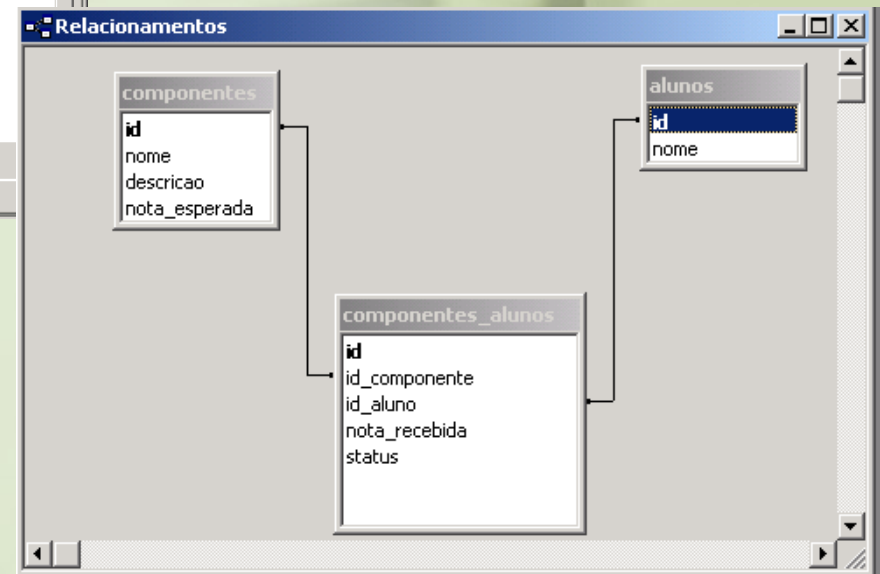 Relacionamentos
componentes
id
nome
descricao
nota_esperada
alunos
id
nome
componentes_alunos
id
id_componente
id_aluno
nota_recebida
status